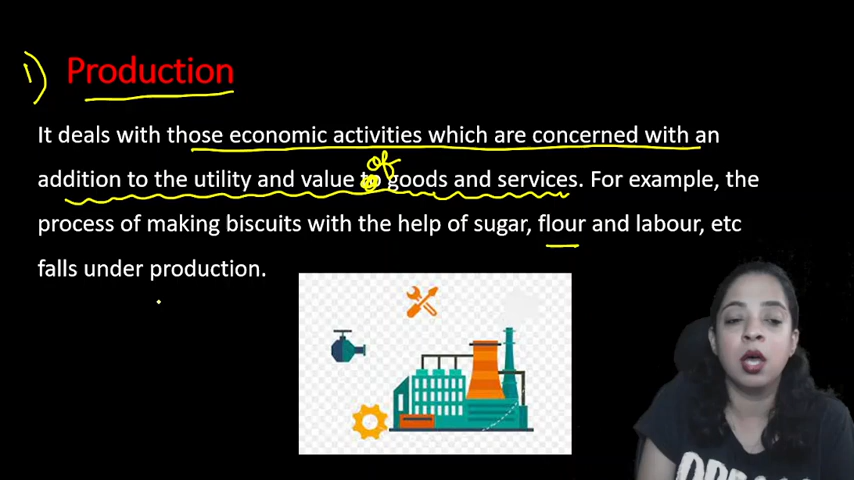 1) Production
It deals with those economic activities which are concerned with an
of
addition to the utility and value to goods and services. For example, the
process of making biscuits with the help of sugar, flour and labour, etc
falls under production.